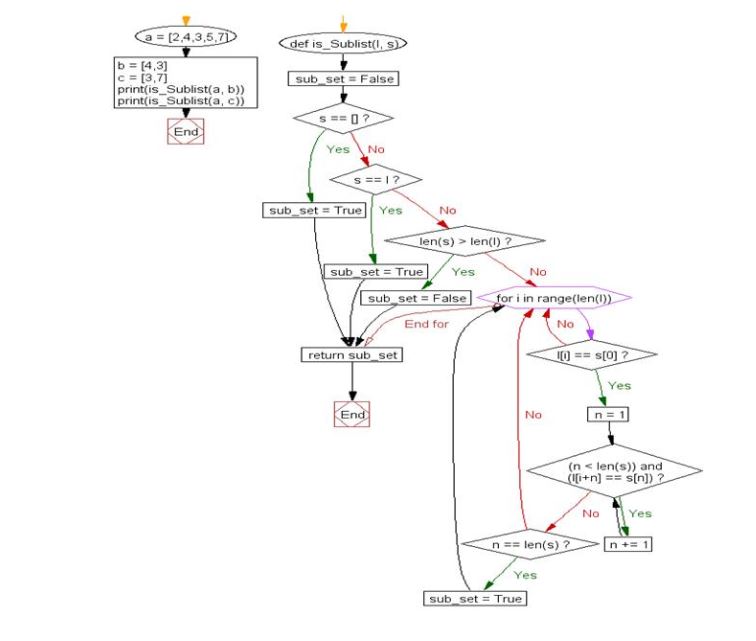 a = [2,4,3,5,7]
b = [4,3]
c = [3,7]
print(is_Sublist(a, b))
print(is_Sublist(a, c))
End
def is_Sublist(l, s)
sub_set = False
s == [] ?
Yes
No
s == l ?
sub_set = True
Yes
No
len(s) > len(l) ?
sub_set = True
Yes
No
sub_set = False
for i in range(len(l))
End for
No
return sub_set
l[i] == s[0] ?
Yes
End
No
n = 1
(n < len(s)) and
(l[i+n] == s[n]) ?
No
Yes
n == len(s) ?
n += 1
Yes
sub_set = True